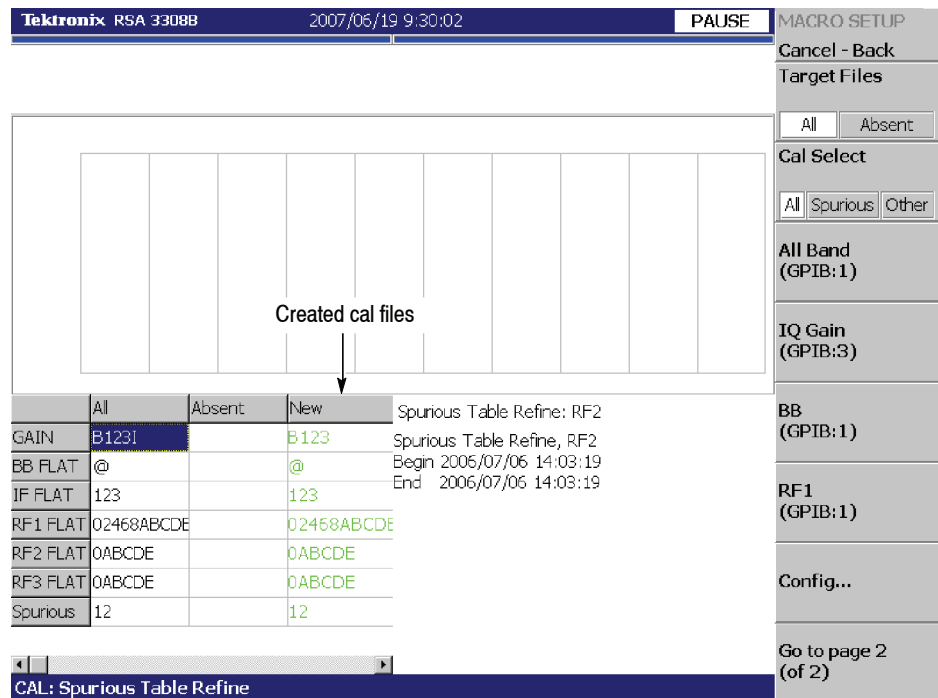 Tektronix RSA 3308B 2007/06/19 9:30:02 PAUSE
MACRO SETUP
Cancel - Back
Target Files
All Absent
Cal Select
All Spurious Other
All Band
(GPIB:1)
IQ Gain
(GPIB:3)
BB
(GPIB:1)
RF1
(GPIB:1)
Config...
Go to page 2
(of 2)
Created cal files
All Absent New
GAIN B123I B123
BB FLAT @ @
IF FLAT 123 123
RF1 FLAT 02468ABCDE 02468ABCDE
RF2 FLAT 0ABCDE 0ABCDE
RF3 FLAT 0ABCDE 0ABCDE
Spurious 12 12
Spurious Table Refine: RF2
Spurious Table Refine, RF2
Begin 2006/07/06 14:03:19
End 2006/07/06 14:03:19
CAL: Spurious Table Refine